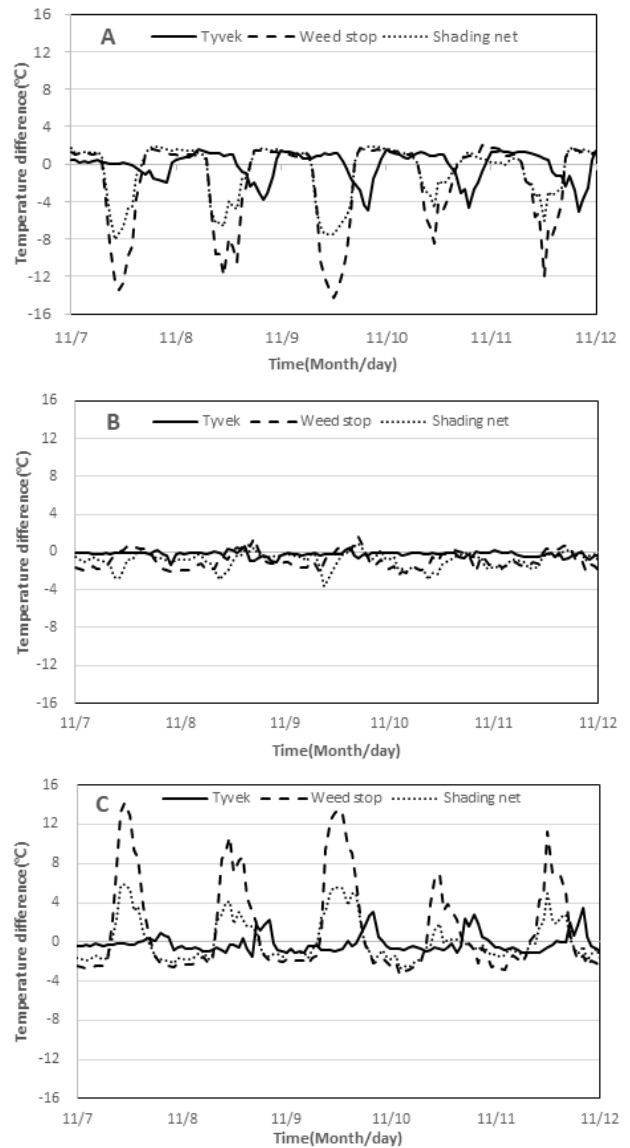 16
A
Tyvek Weed stop Shading net
12
8
4
0
-4
-8
-12
-16
Temperature difference(℃)
11/7 11/8 11/9 11/10 11/11 11/12
Time(Month/day)
16
B
Tyvek Weed stop Shading net
12
8
4
0
-4
-8
-12
-16
Temperature difference(℃)
11/7 11/8 11/9 11/10 11/11 11/12
Time(Month/day)
16
C
Tyvek Weed stop Shading net
12
8
4
0
-4
-8
-12
-16
Temperature difference(℃)
11/7 11/8 11/9 11/10 11/11 11/12
Time(Month/day)